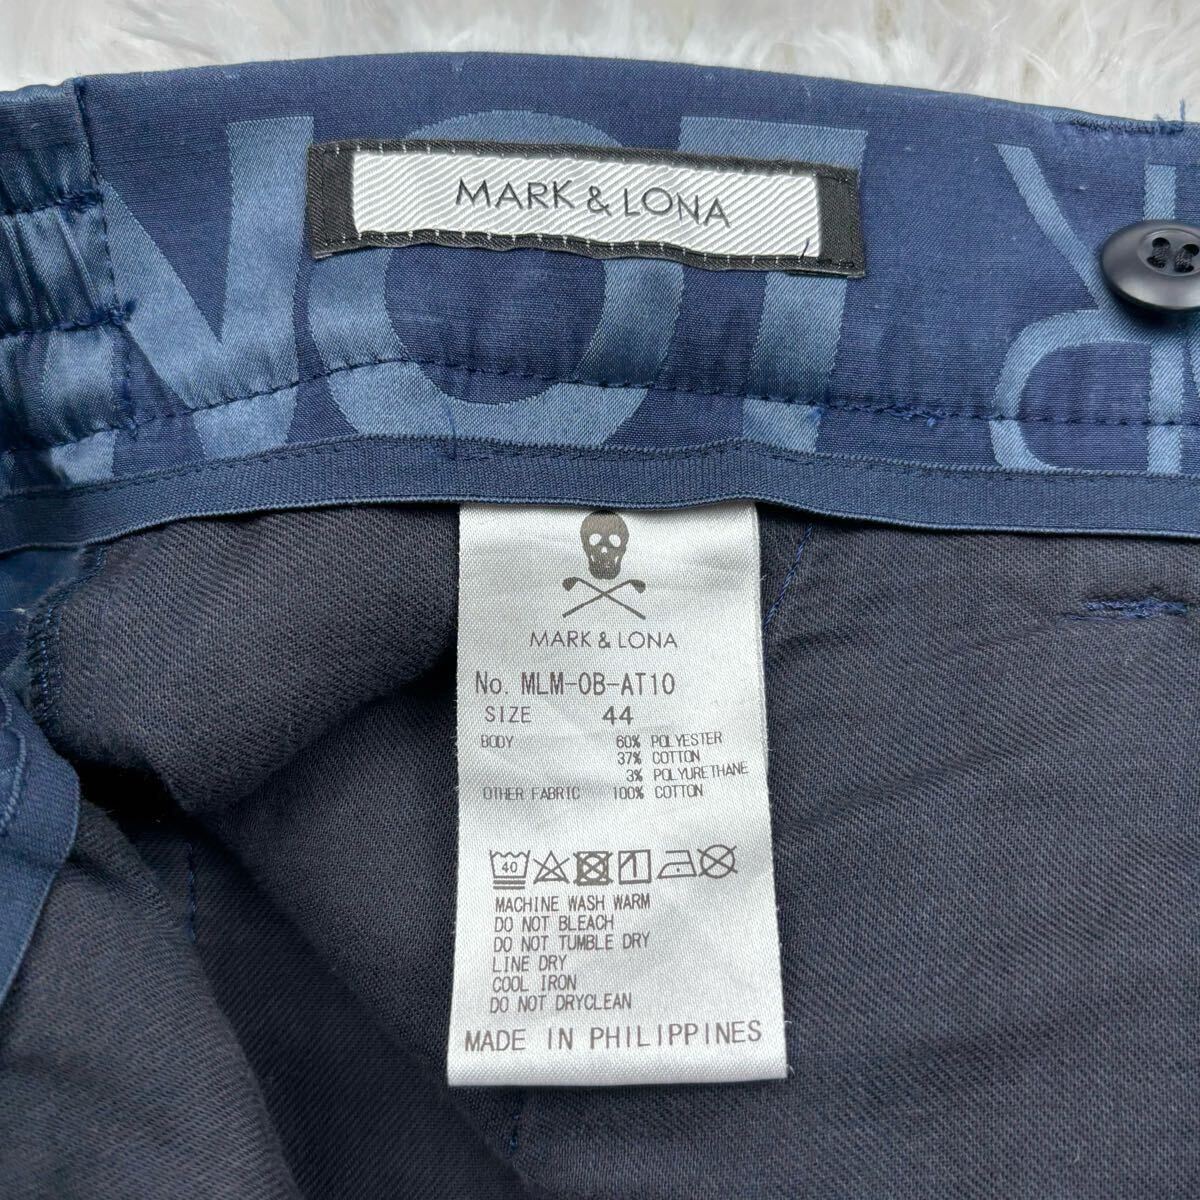 MARK & LONA
MARK & LONA
No. MLM-0B-AT10
SIZE 44
BODY 60% POLYESTER
37% COTTON
3% POLYURETHANE
OTHER FABRIC 100% COTTON
40 1
MACHINE WASH WARM
DO NOT BLEACH
DO NOT TUMBLE DRY
LINE DRY
COOL IRON
DO NOT DRYCLEAN
MADE IN PHILIPPINES